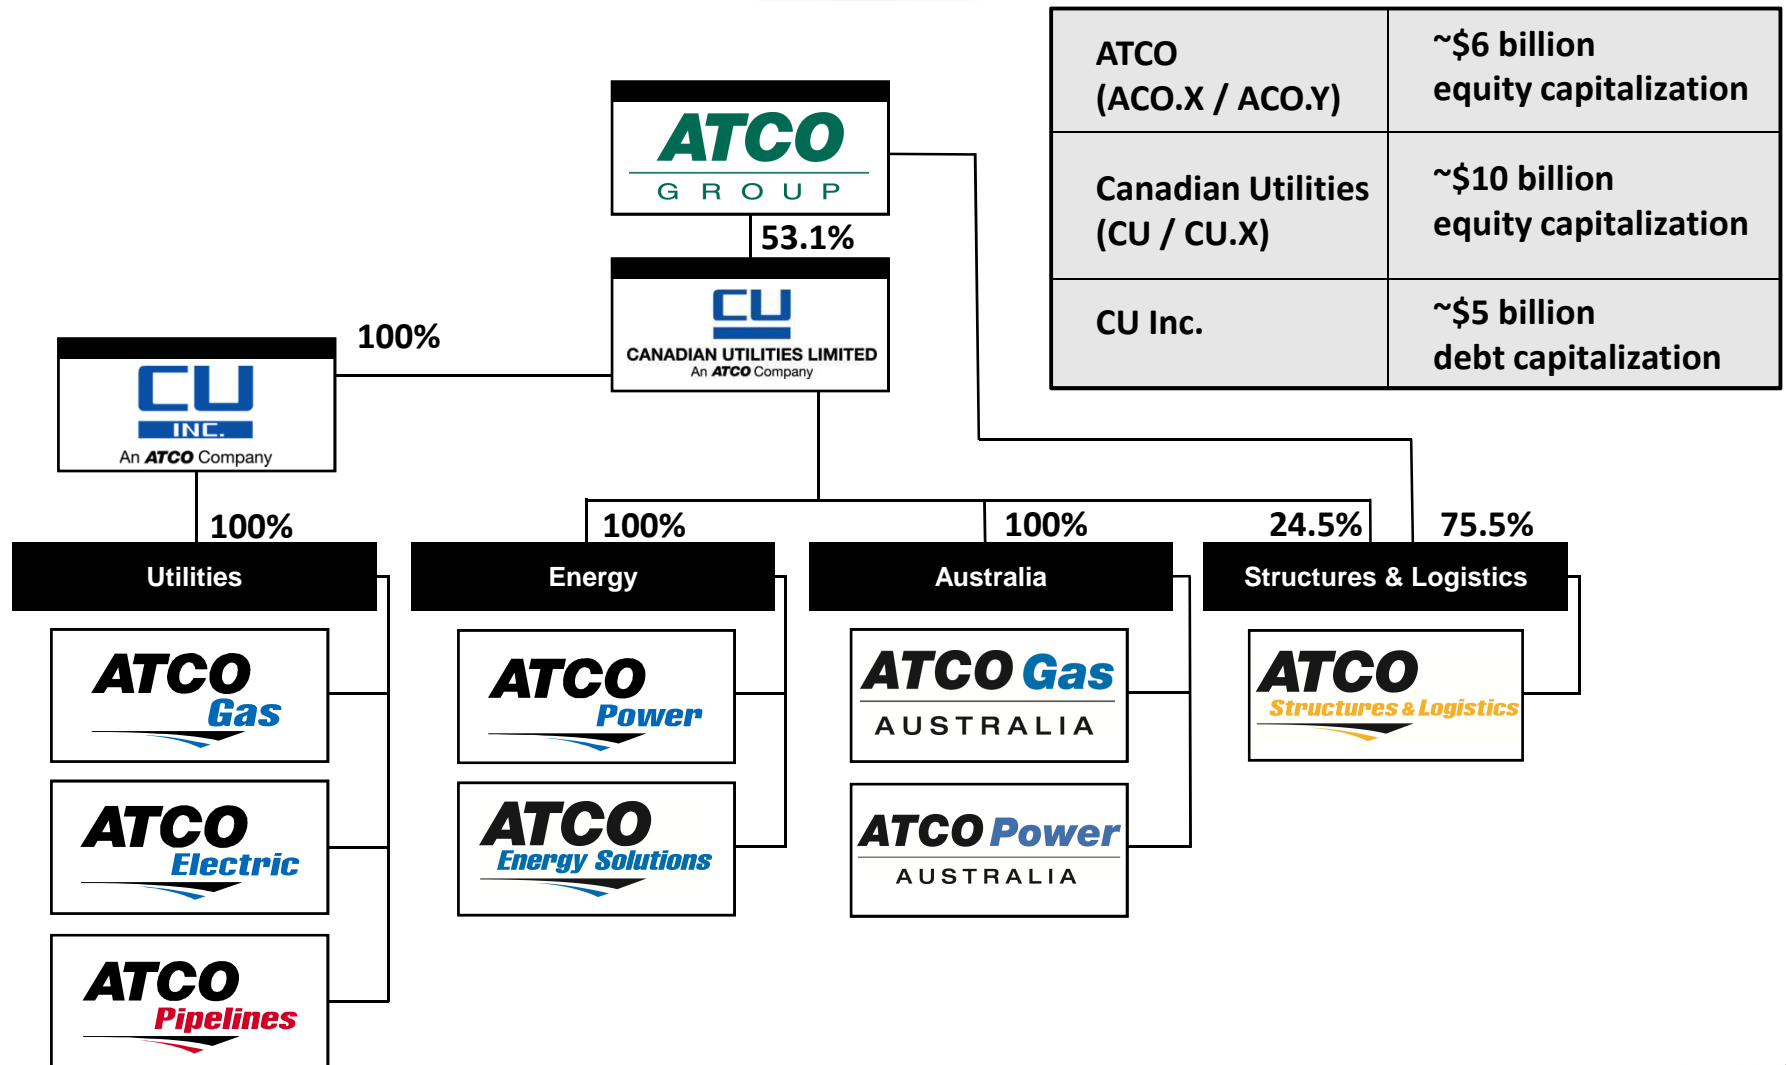 ATCO
(ACO.X / ACO.Y)
~$6 billion
equity capitalization
Canadian Utilities
(CU / CU.X)
~$10 billion
equity capitalization
CU Inc.
~$5 billion
debt capitalization
ATCO
GROUP
53.1%
CU
CANADIAN UTILITIES LIMITED
An ATCO Company
100%
CU
INC.
An ATCO Company
100%
100%
100%
24.5%
75.5%
Utilities
Energy
Australia
Structures & Logistics
ATCO
Gas
ATCO
Electric
ATCO
Pipelines
ATCO
Power
ATCO
Energy Solutions
ATCO Gas
AUSTRALIA
ATCO Power
AUSTRALIA
ATCO
Structures & Logistics